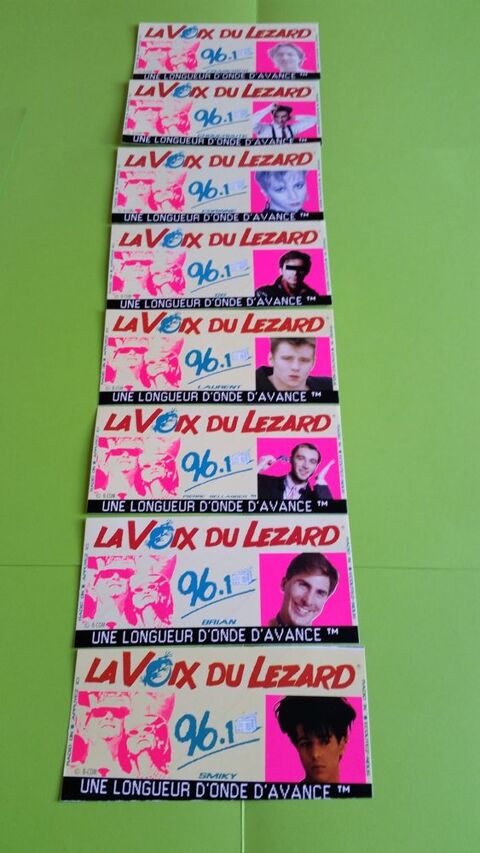 LA VOIX DU LEZARD
96.1
UNE LONGUEUR D'ONDE D'AVANCE ™
LA VOIX DU LEZARD
96.1
UNE LONGUEUR D'ONDE D'AVANCE ™
LA VOIX DU LEZARD
96.1
UNE LONGUEUR D'ONDE D'AVANCE ™
LA VOIX DU LEZARD
96.1
UNE LONGUEUR D'ONDE D'AVANCE ™
LA VOIX DU LEZARD
96.1
LAURENT
UNE LONGUEUR D'ONDE D'AVANCE ™
LA VOIX DU LEZARD
96.1
PIERRE BELLANGER
UNE LONGUEUR D'ONDE D'AVANCE ™
LA VOIX DU LEZARD
96.1
BRIAN
UNE LONGUEUR D'ONDE D'AVANCE ™
LA VOIX DU LEZARD
96.1
SMIKY
UNE LONGUEUR D'ONDE D'AVANCE ™